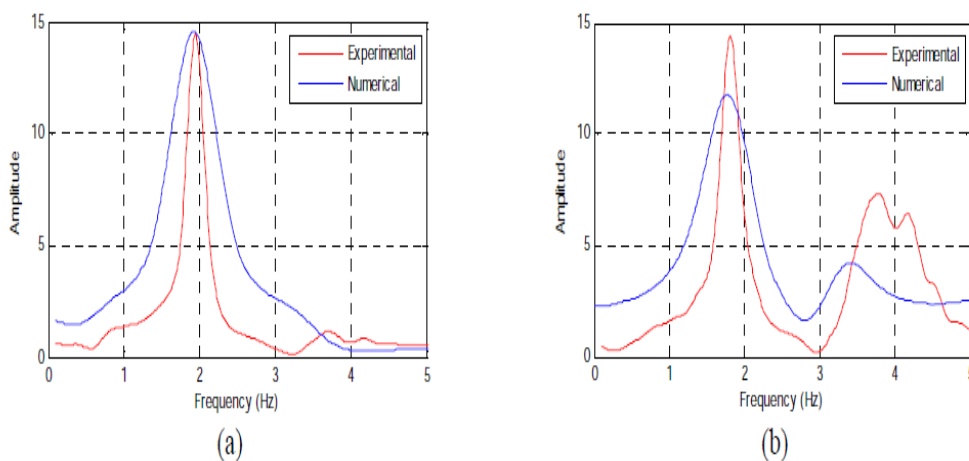 15
10
5
0
Amplitude
0 1 2 3 4 5
Frequency (Hz)
Experimental
Numerical
(a)
15
10
5
0
Amplitude
0 1 2 3 4 5
Frequency (Hz)
Experimental
Numerical
(b)